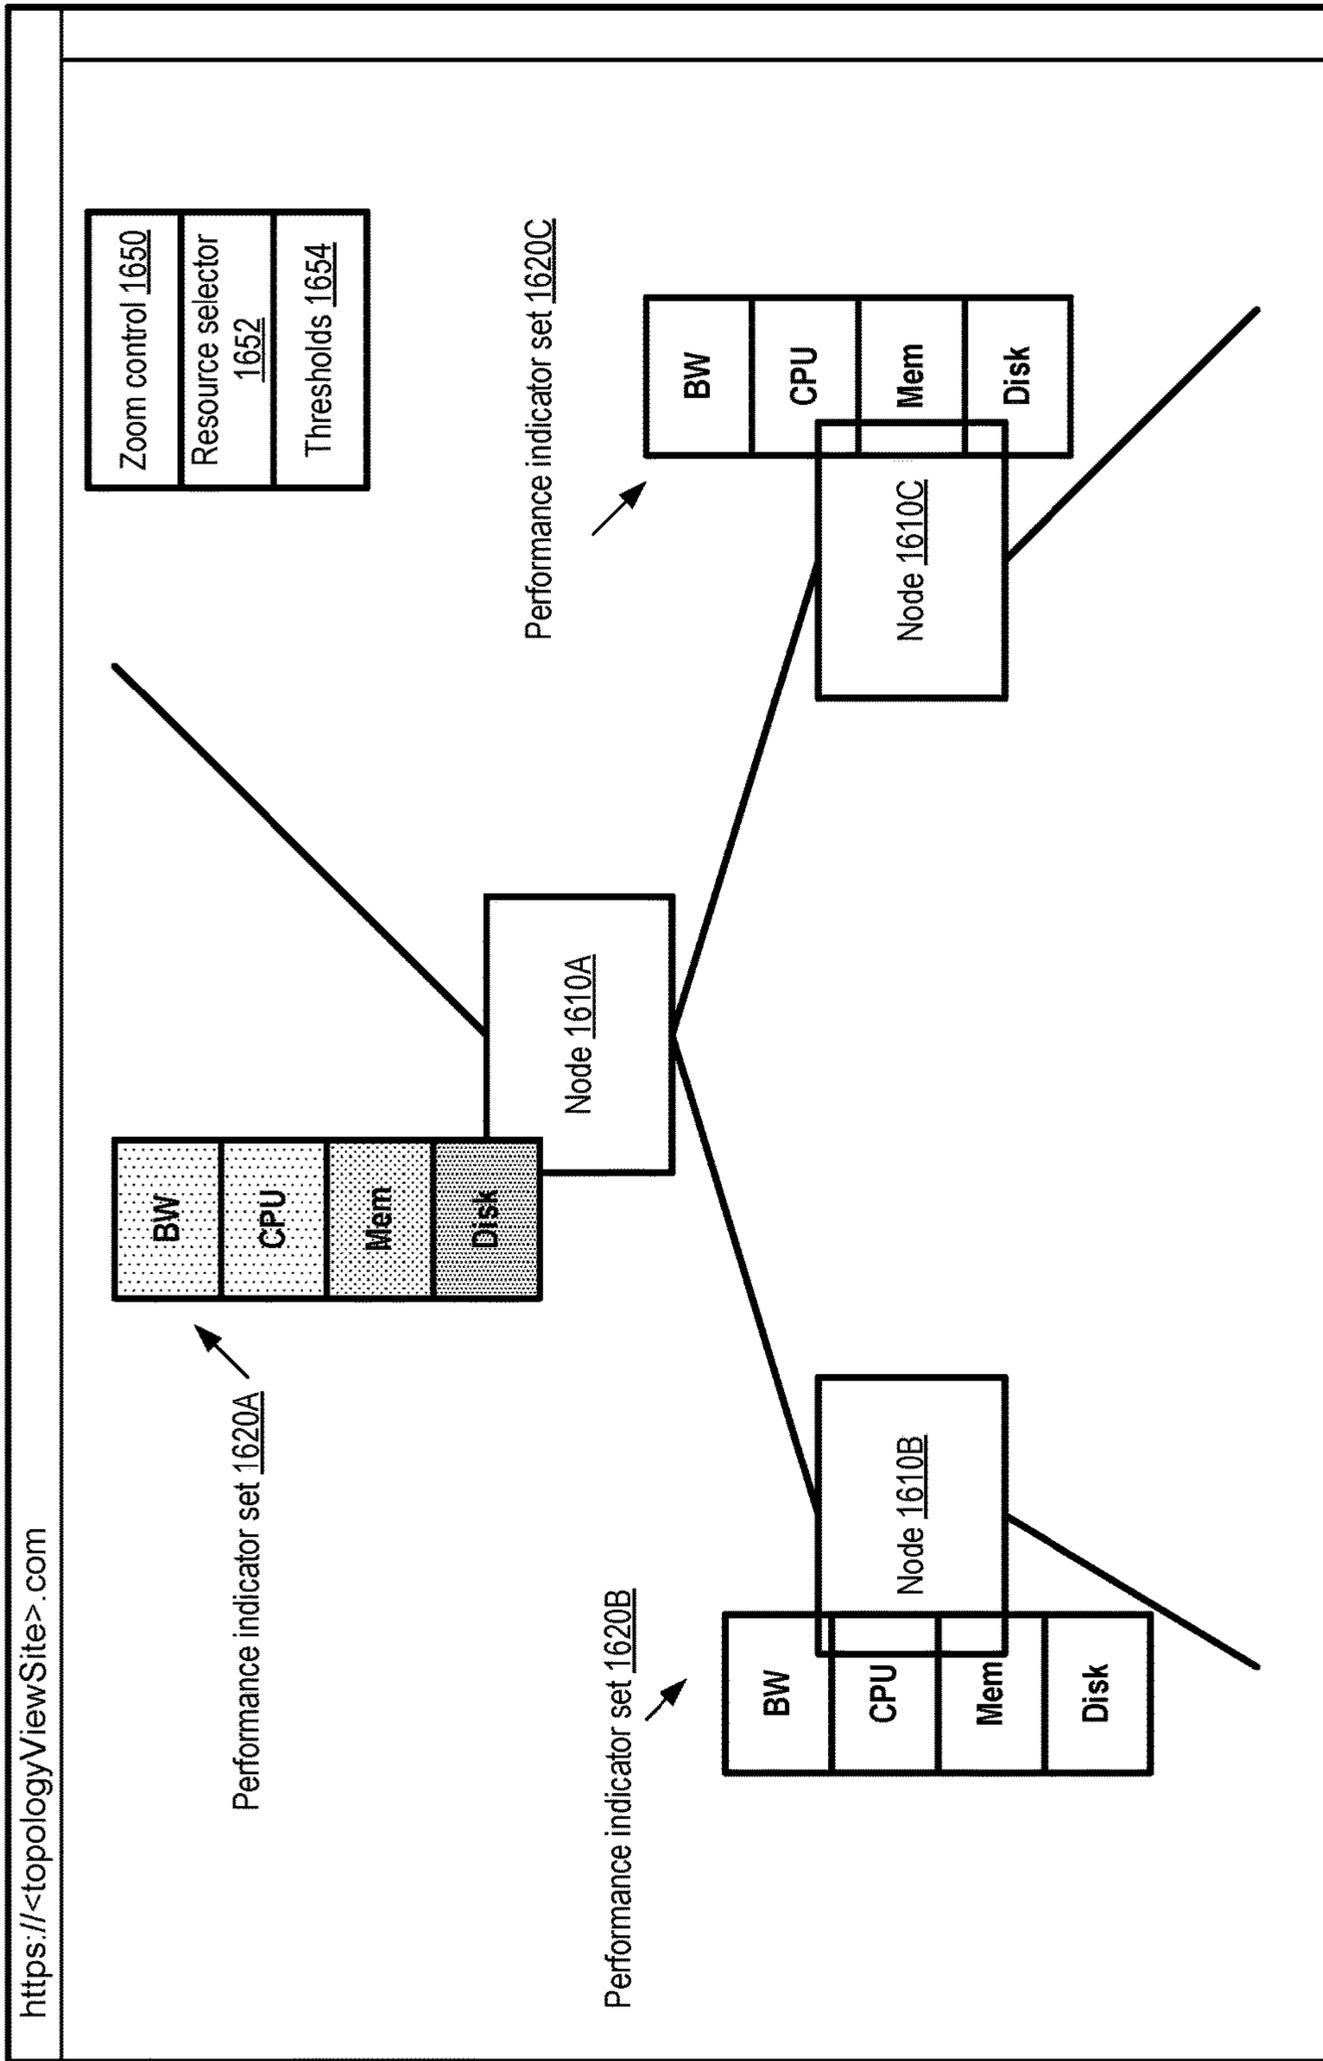 https://<topologyViewSite>.com
Zoom control 1650
Resource selector
1652
Thresholds 1654
Performance indicator set 1620A
BW
CPU
Mem
Disk
Node 1610A
Performance indicator set 1620B
BW
CPU
Mem
Disk
Node 1610B
Performance indicator set 1620C
BW
CPU
Mem
Disk
Node 1610C